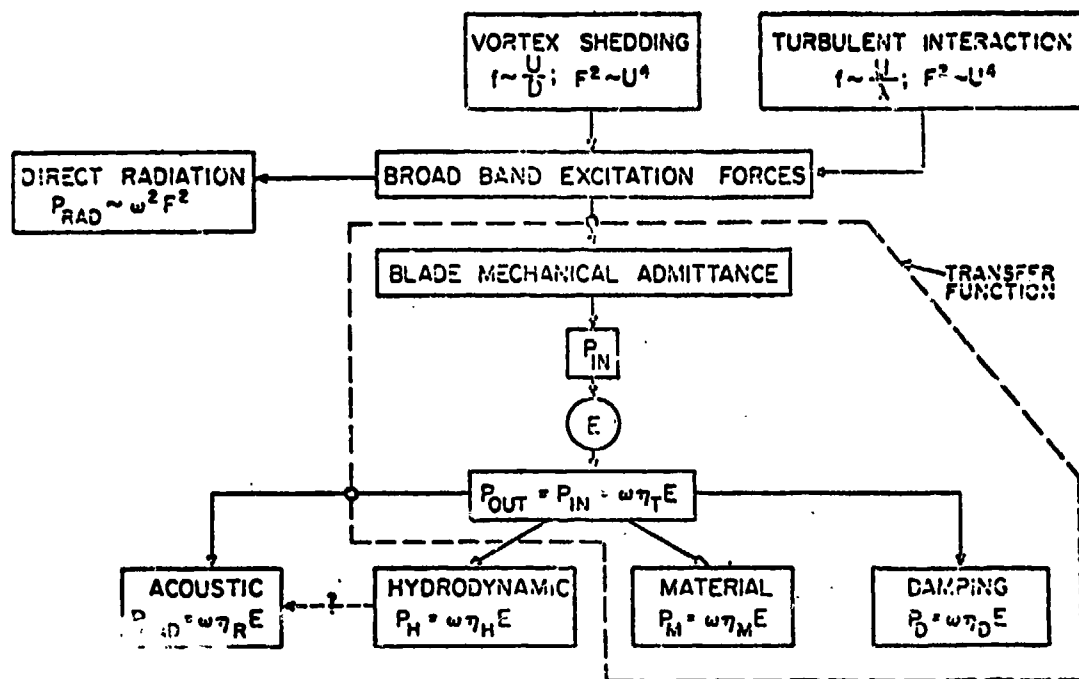 VORTEX SHEDDING
f ~ U/D ; F² ~ U⁴
TURBULENT INTERACTION
f ~ U/λ ; F² ~ U⁴
DIRECT RADIATION
P_RAD ~ ω²F²
BROAD BAND EXCITATION FORCES
BLADE MECHANICAL ADMITTANCE
TRANSFER
FUNCTION
P_IN
E
P_OUT = P_IN = ωη_T E
ACOUSTIC
= ωη_R E
?
HYDRODYNAMIC
P_H = ωη_H E
MATERIAL
P_M = ωη_M E
DAMPING
P_D = ωη_D E